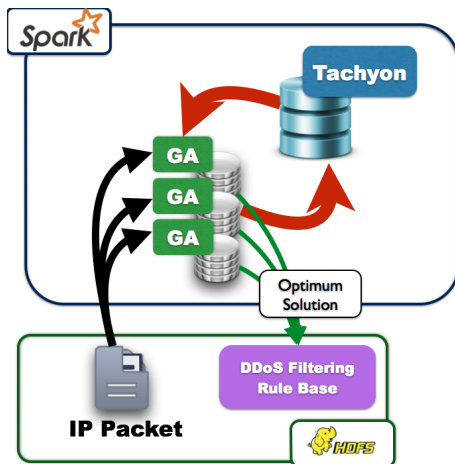 Spark
Tachyon
GA
GA
GA
Optimum
Solution
DDoS Filtering
Rule Base
IP Packet
HDFS